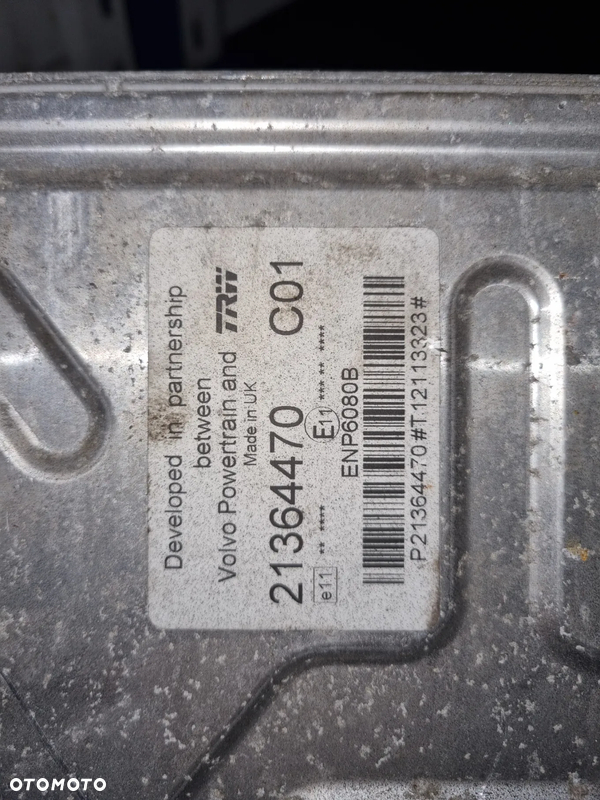 Developed in partnership
between
Volvo Powertrain and TRW
Made in UK
21364470 C01
e11 ** **** E11 *** ** ****
ENP6080B
P21364470#T12113323#
OTOMOTO